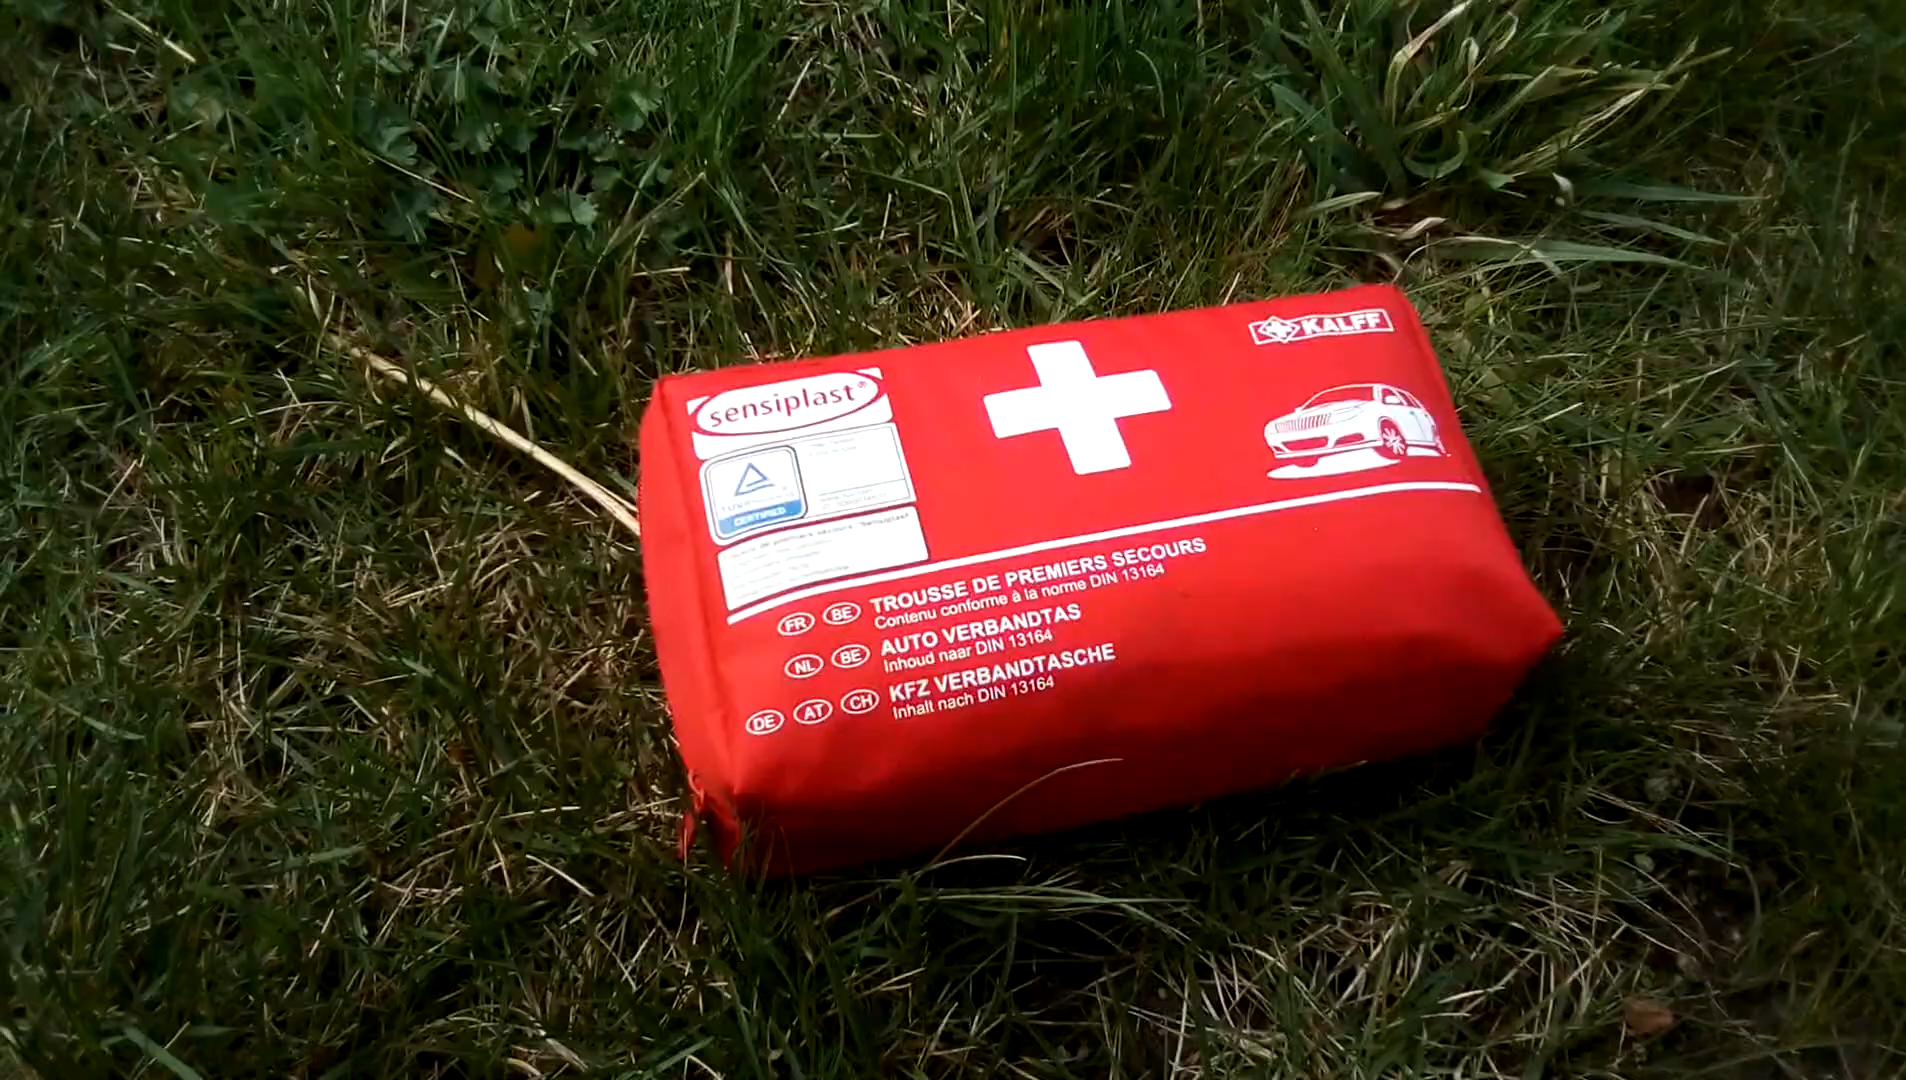 sensiplast®
KALFF
CERTIFIED
FR BE TROUSSE DE PREMIERS SECOURS
Contenu conforme à la norme DIN 13164
NL BE AUTO VERBANDTAS
Inhoud naar DIN 13164
DE AT CH KFZ VERBANDTASCHE
Inhalt nach DIN 13164